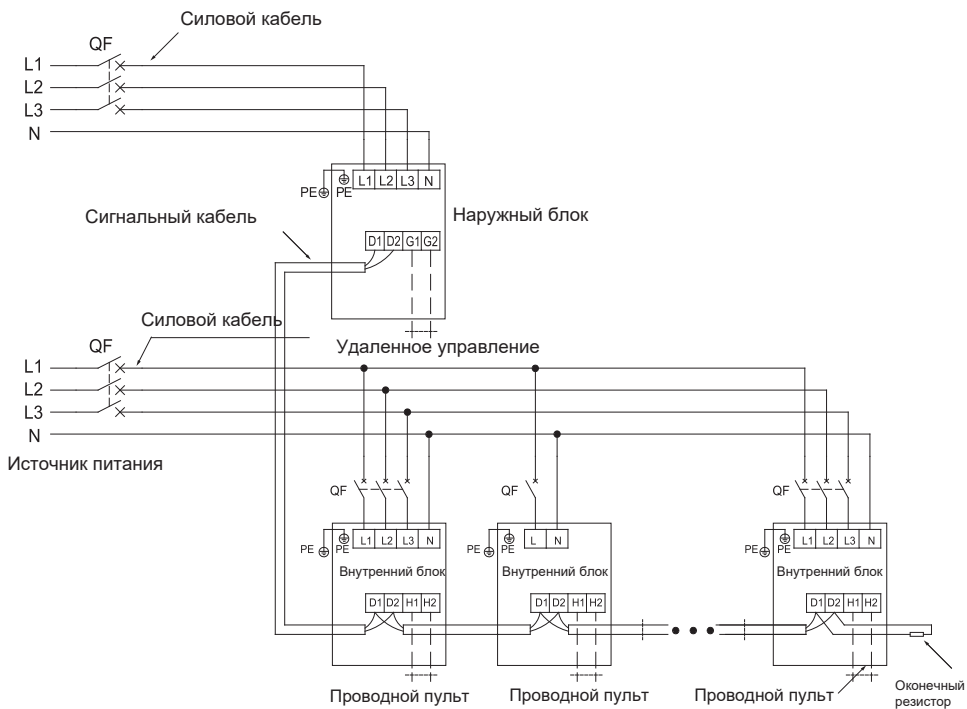 Силовой кабель
QF
L1
L2
L3
N
PE PE L1 L2 L3 N
Сигнальный кабель
Наружный блок
D1 D2 G1 G2
Силовой кабель
QF
Удаленное управление
L1
L2
L3
N
Источник питания
QF QF QF
PE PE L1 L2 L3 N
PE PE L N
PE PE L1 L2 L3 N
Внутренний блок Внутренний блок Внутренний блок
D1 D2 H1 H2
D1 D2 H1 H2
D1 D2 H1 H2
Проводной пульт Проводной пульт Проводной пульт
Оконечный
резистор